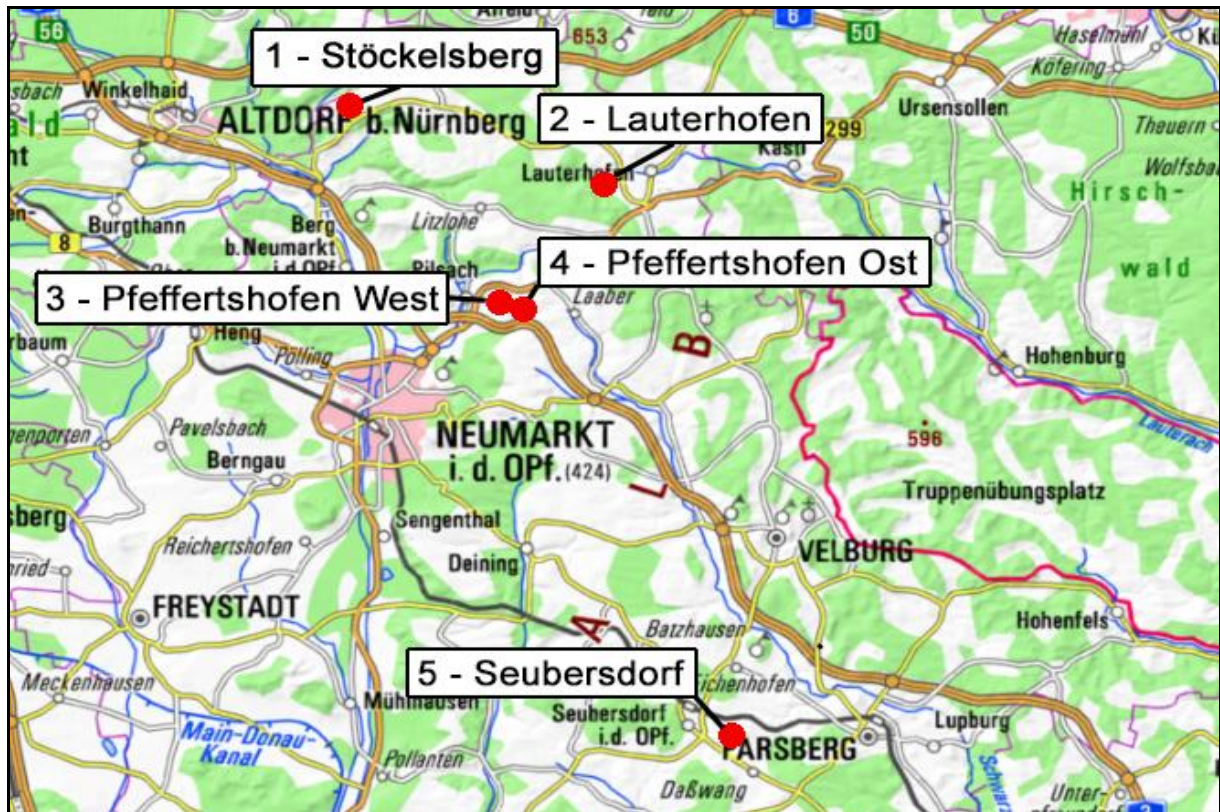 56
653
6
50
Haselmühl
Köfering
1 - Stöckelsberg
Winkelhaid
ALTDORF b.Nürnberg
2 - Lauterhofen
299
Ursensollen
Theuern
Kastl
Lauterhofen
Hirsch-
wald
Burgthann
Berg
b.Neumarkt
i.d.OPf
Litzlohe
8
Pilsach
4 - Pfeffertshofen Ost
3 - Pfeffertshofen West
Laaber
Heng
Pölling
Hohenburg
B
Pavelsbach
NEUMARKT
i. d. OPf. (424)
596
Lauterach
Berngau
L
Truppenübungsplatz
Sengenthal
Reichertshofen
Deining
VELBURG
FREYSTADT
Hohenfels
A
Batzhausen
5 - Seubersdorf
Meckenhausen
Mühlhausen
Seubersdorf
i.d. OPf.
Lupburg
Main-Donau-
Kanal
PARSBERG
Pollanten
Daßwang
Unter-